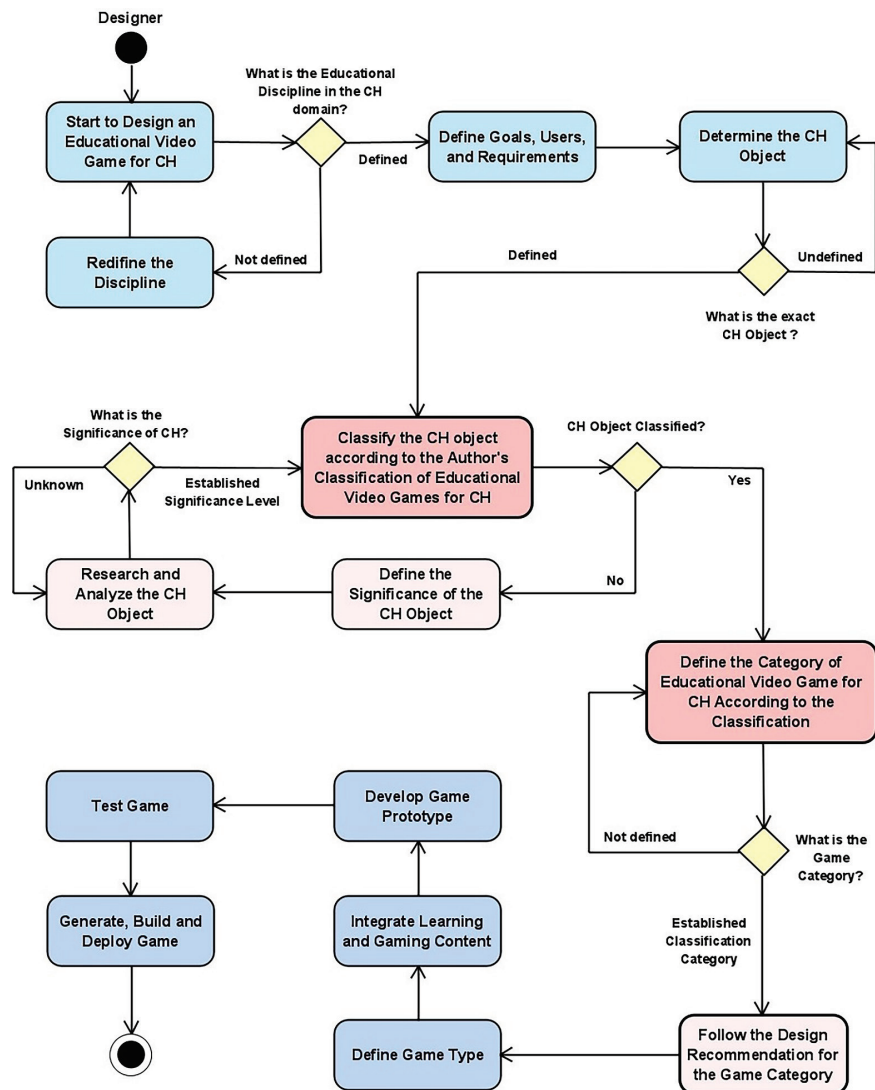 Designer
What is the Educational
Discipline in the CH
domain?
Start to Design an
Educational Video
Game for CH
Defined
Define Goals, Users,
and Requirements
Determine the CH
Object
Redifine the
Discipline
Not defined
Defined
Undefined
What is the exact
CH Object ?
What is the
Significance of CH?
Unknown
Established
Significance Level
Classify the CH object
according to the Author's
Classification of Educational
Video Games for CH
CH Object Classified?
Yes
No
Research and
Analyze the CH
Object
Define the
Significance of the
CH Object
Define the Category of
Educational Video Game for
CH According to the
Classification
Not defined
What is the
Game
Category?
Established
Classification
Category
Follow the Design
Recommendation for
the Game Category
Define Game Type
Integrate Learning
and Gaming Content
Develop Game
Prototype
Test Game
Generate, Build and
Deploy Game